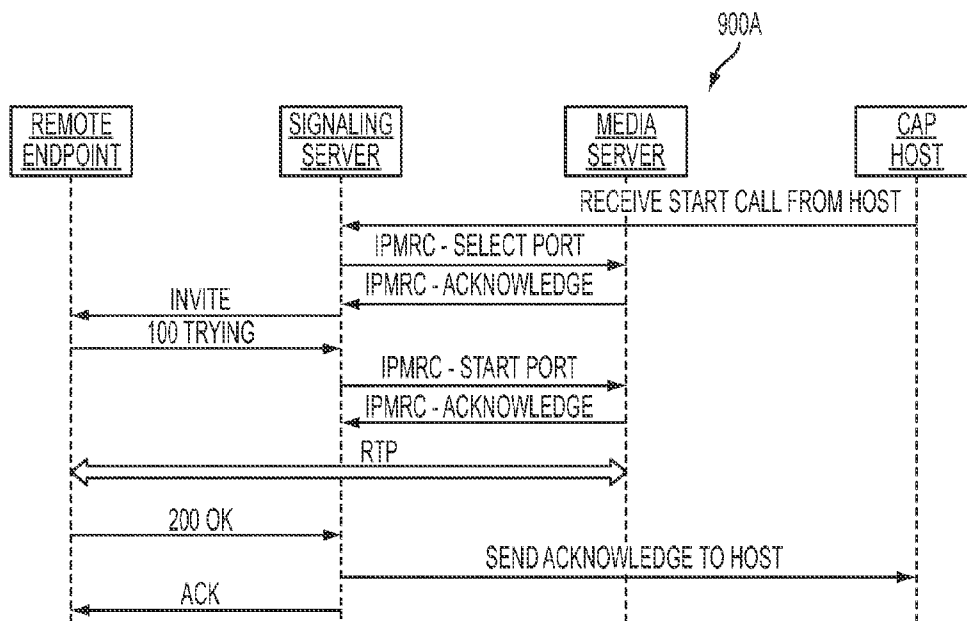 900A
REMOTE
ENDPOINT
SIGNALING
SERVER
MEDIA
SERVER
CAP
HOST
RECEIVE START CALL FROM HOST
IPMRC - SELECT PORT
IPMRC - ACKNOWLEDGE
INVITE
100 TRYING
IPMRC - START PORT
IPMRC - ACKNOWLEDGE
RTP
200 OK
SEND ACKNOWLEDGE TO HOST
ACK